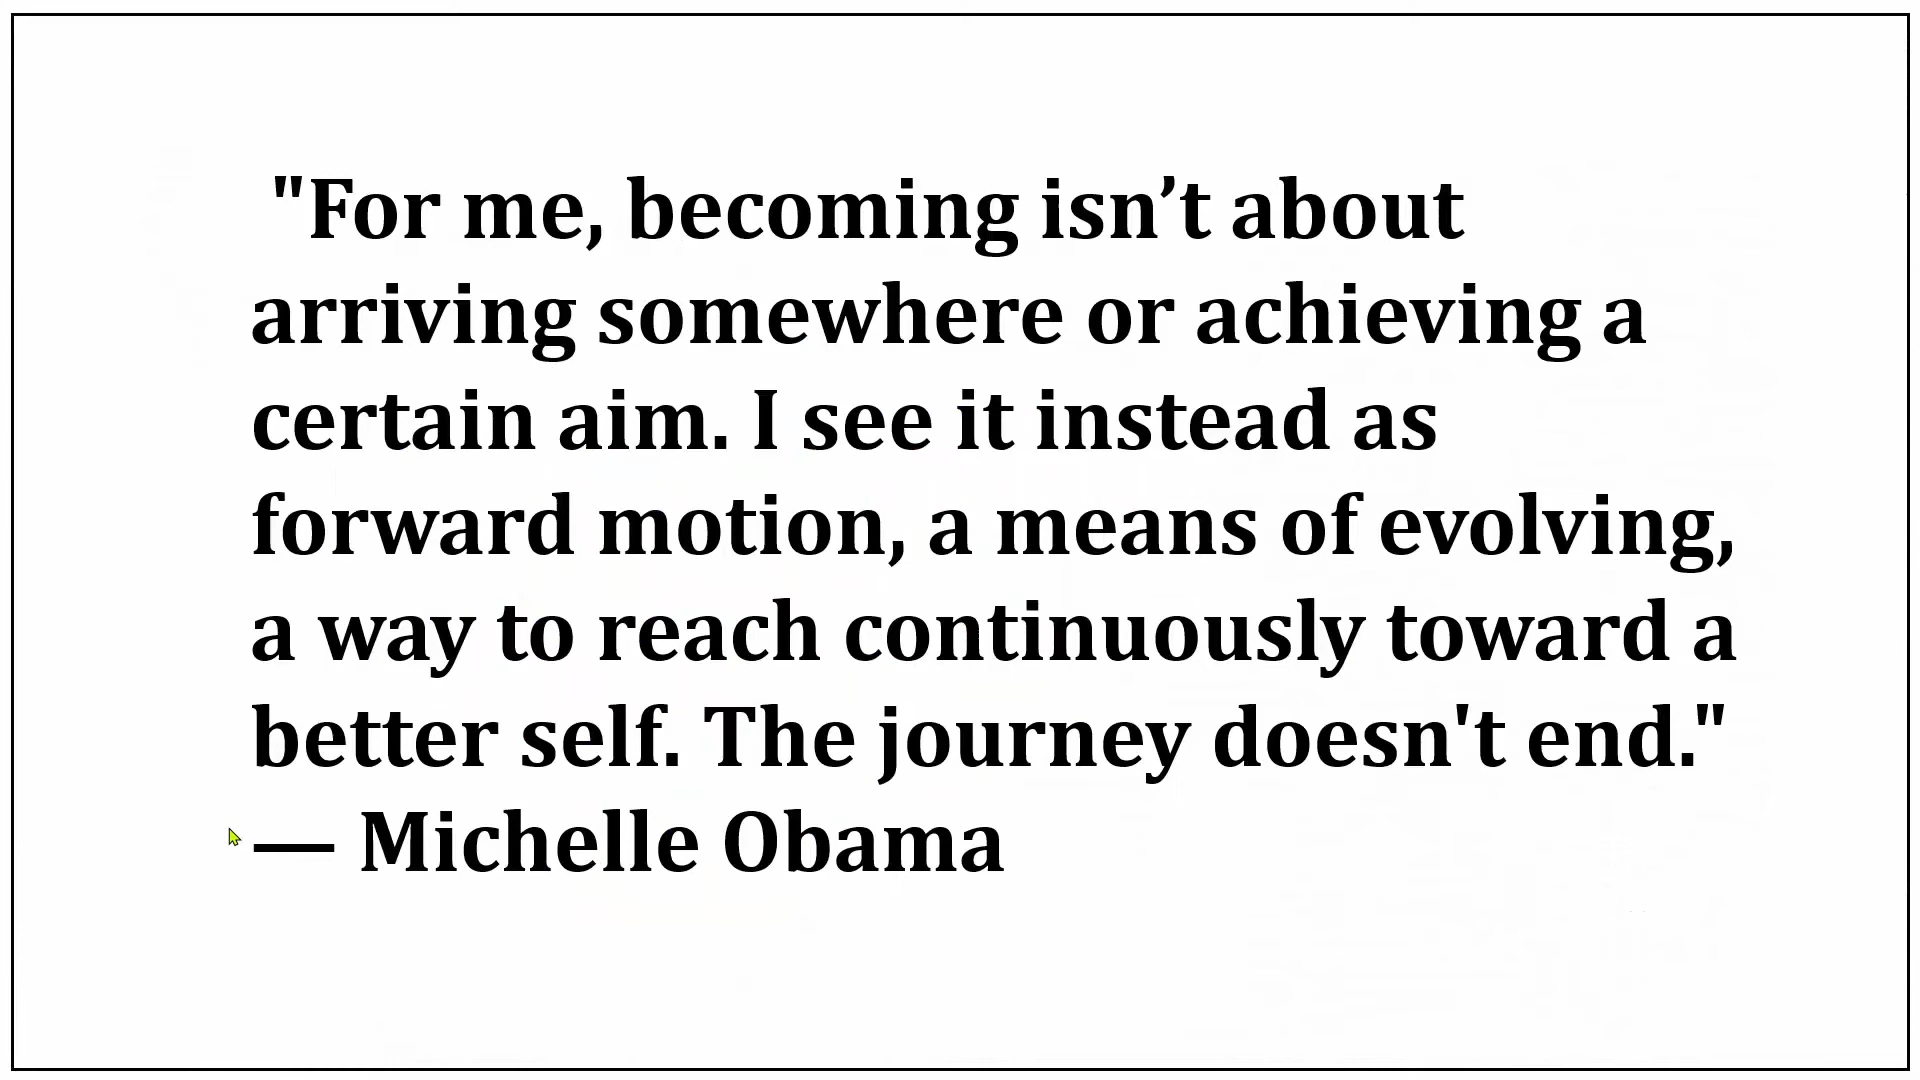 "For me, becoming isn’t about
arriving somewhere or achieving a
certain aim. I see it instead as
forward motion, a means of evolving,
a way to reach continuously toward a
better self. The journey doesn't end."
— Michelle Obama